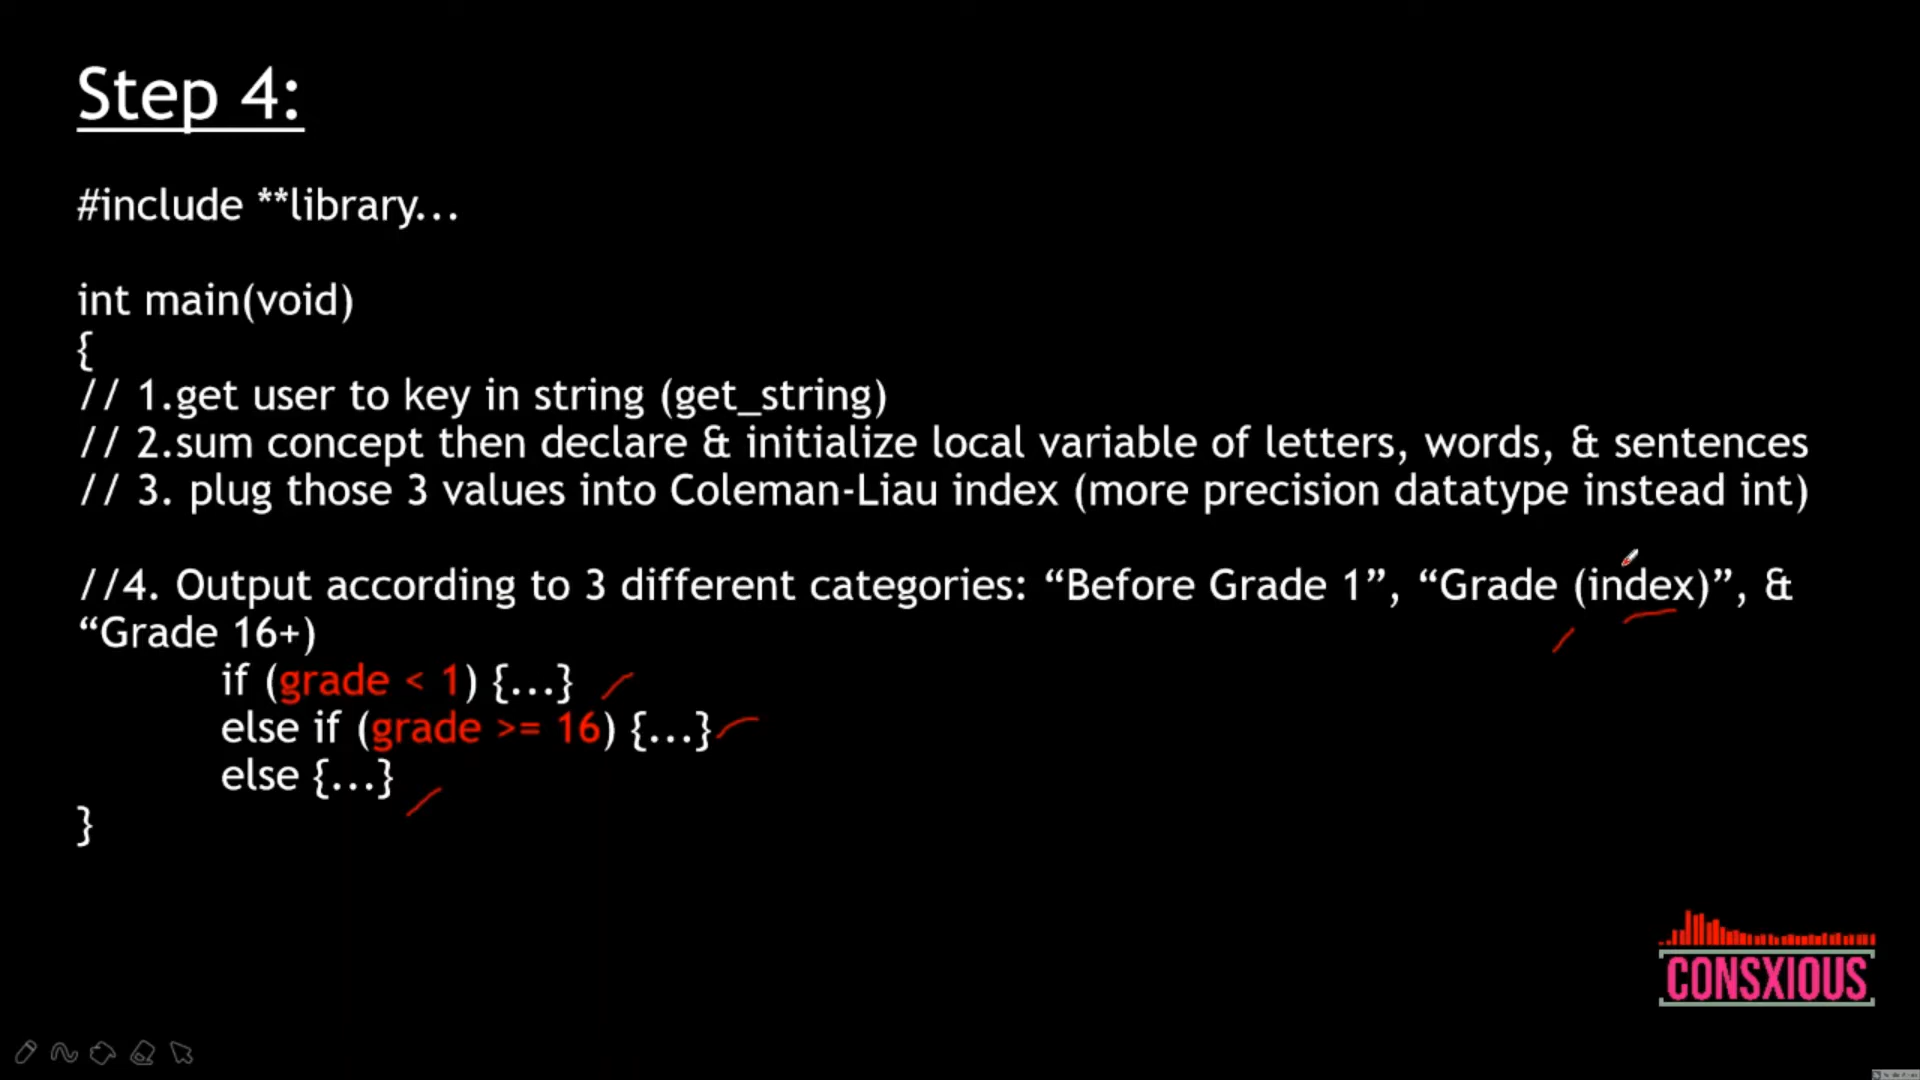 Step 4:
#include **library...
int main(void)
{
// 1.get user to key in string (get_string)
// 2.sum concept then declare & initialize local variable of letters, words, & sentences
// 3. plug those 3 values into Coleman-Liau index (more precision datatype instead int)
//4. Output according to 3 different categories: “Before Grade 1”, “Grade (index)”, &
“Grade 16+)
if (grade < 1) {...}
else if (grade >= 16) {...}
else {...}
}
CONSXIOUS